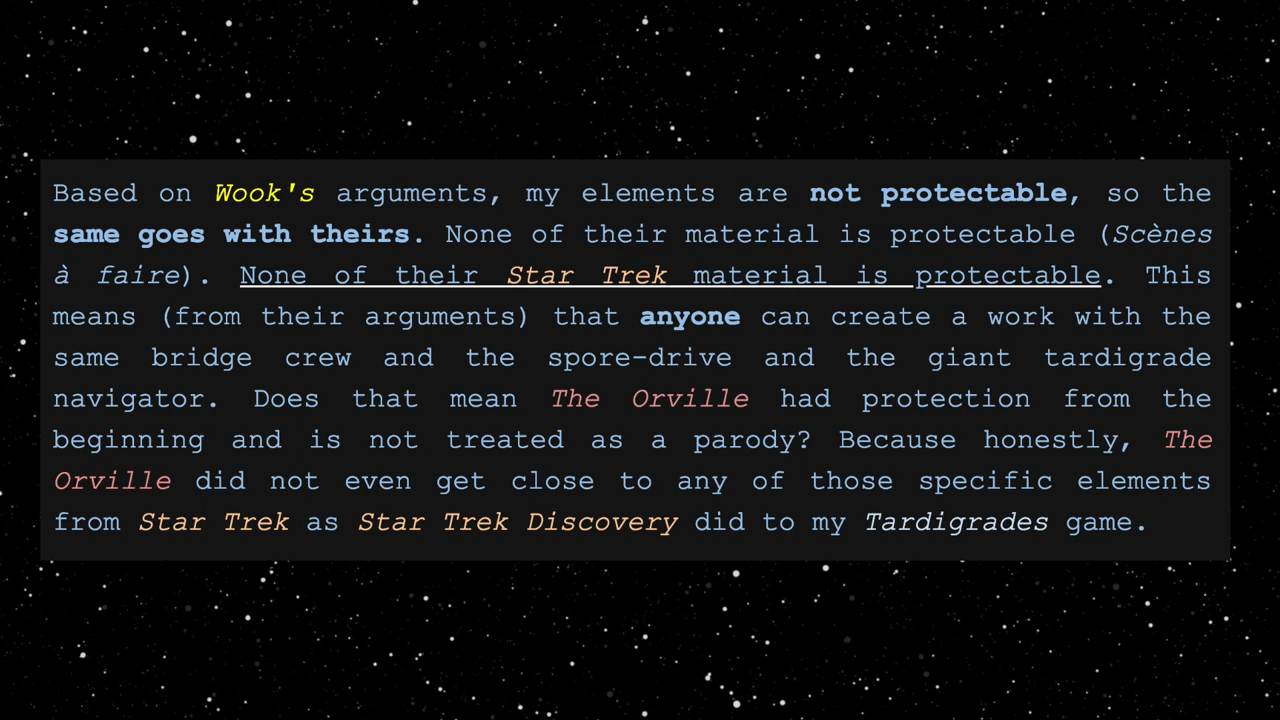 Based on Wook's arguments, my elements are not protectable, so the
same goes with theirs. None of their material is protectable (Scènes
à faire). None of their Star Trek material is protectable. This
means (from their arguments) that anyone can create a work with the
same bridge crew and the spore-drive and the giant tardigrade
navigator. Does that mean The Orville had protection from the
beginning and is not treated as a parody? Because honestly, The
Orville did not even get close to any of those specific elements
from Star Trek as Star Trek Discovery did to my Tardigrades game.